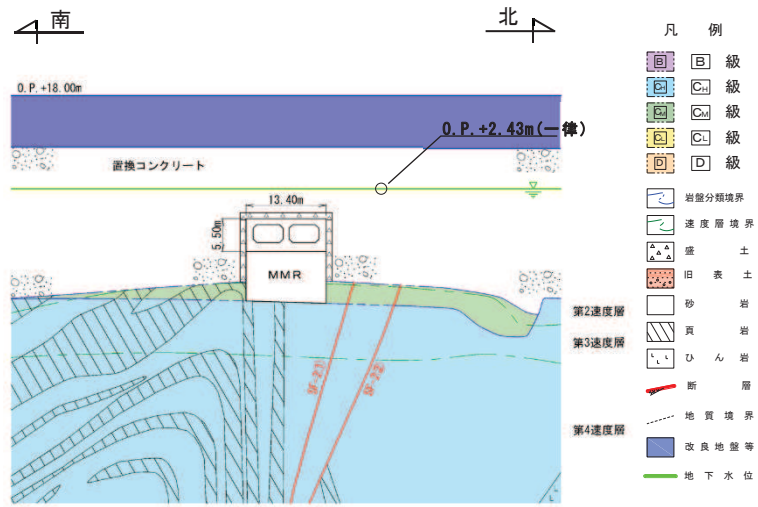 南
北
O.P.+18.00m
O.P.+2.43m(一律)
置換コンクリート
13.40m
5.50m
MMR
第2速度層
第3速度層
第4速度層
凡 例
B B 級
CH CH 級
CM CM 級
CL CL 級
D D 級
岩盤分類境界
速度層境界
盛 土
旧 表 土
砂 岩
頁 岩
ひ ん 岩
断 層
地 質 境 界
改良地盤等
地 下 水 位